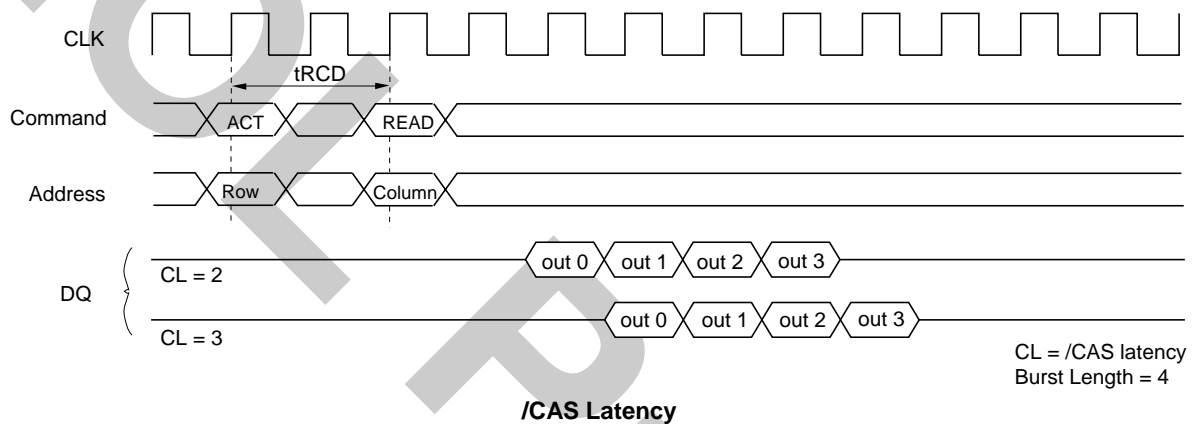 CLK
tRCD
Command
ACT
READ
Address
Row
Column
DQ
CL = 2
out 0 out 1 out 2 out 3
CL = 3
out 0 out 1 out 2 out 3
CL = /CAS latency
Burst Length = 4
/CAS Latency